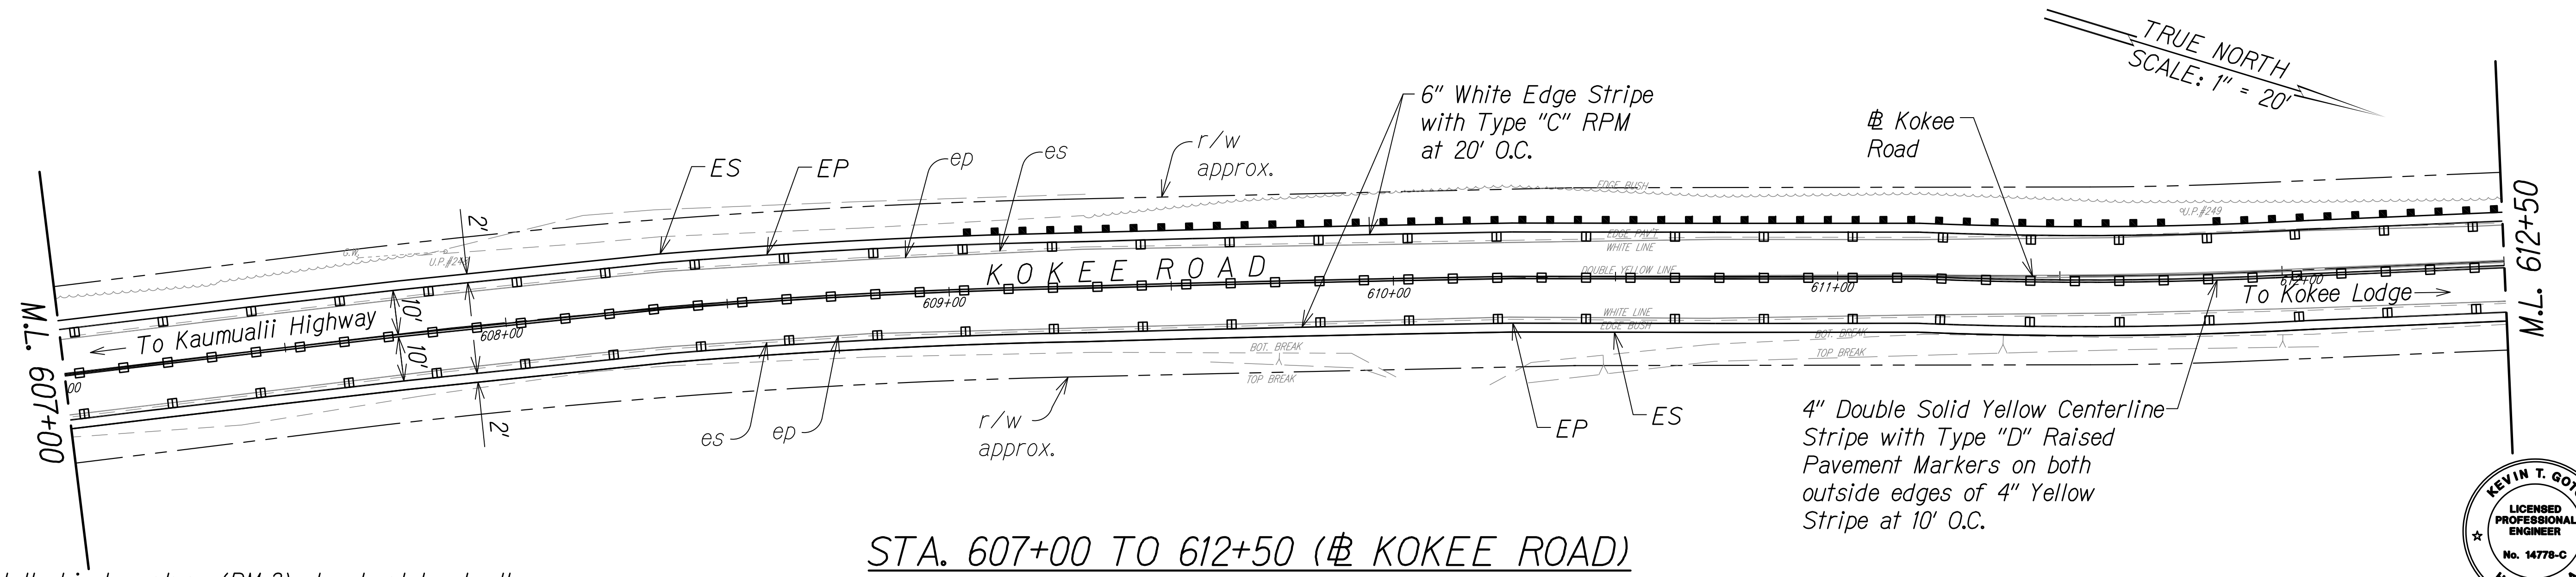 TRUE NORTH
SCALE: 1" = 20'
6" White Edge Stripe
with Type "C" RPM
at 20' O.C.
℄ Kokee
Road
r/w
approx.
ES
EP
ep
es
2'
EDGE BUSH
U.P.#249
G.W.
EDGE PAV'T
WHITE LINE
DOUBLE YELLOW LINE
KOKEE ROAD
10'
10'
To Kaumualii Highway
To Kokee Lodge
00
608+00
609+00
610+00
611+00
612+00
M.L. 607+00
M.L. 612+50
WHITE LINE
EDGE BUSH
BOT. BREAK
TOP BREAK
BOT. BREAK
TOP BREAK
2'
es
ep
r/w
approx.
EP
ES
4" Double Solid Yellow Centerline
Stripe with Type "D" Raised
Pavement Markers on both
outside edges of 4" Yellow
Stripe at 10' O.C.
STA. 607+00 TO 612+50 (℄ KOKEE ROAD)
KEVIN T.
LICENSED
PROFESSIONAL
ENGINEER
No. 14778-C